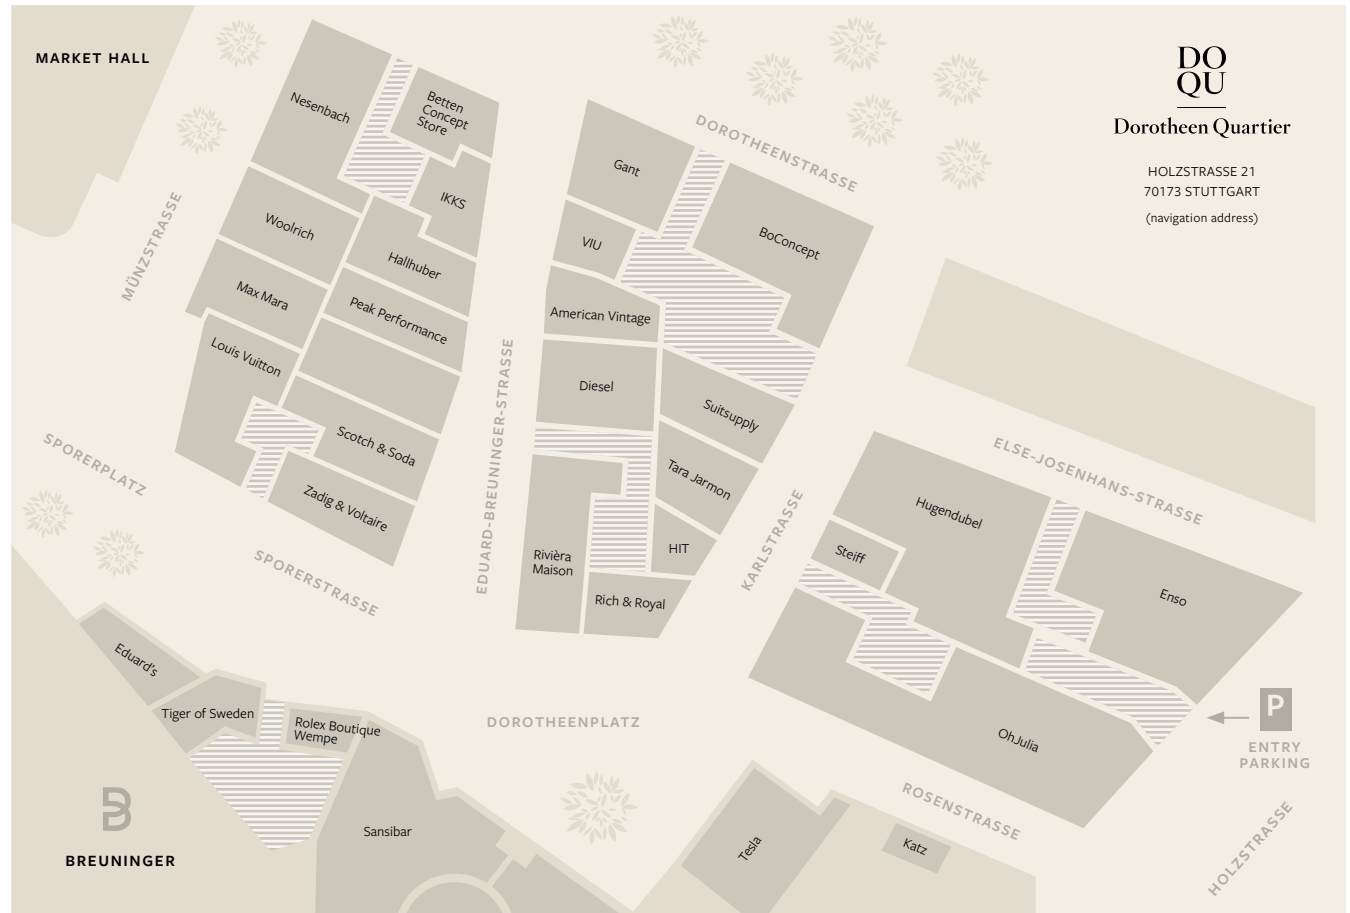 MARKET HALL
DO
QU
Dorotheen Quartier
HOLZSTRASSE 21
70173 STUTTGART
(navigation address)
Nesenbach
Betten
Concept
Store
IKKS
Woolrich
Hallhuber
Max Mara
Peak Performance
Louis Vuitton
Scotch & Soda
Zadig & Voltaire
MÜNZSTRASSE
SPORERPLATZ
SPORERSTRASSE
EDUARD-BREUNINGER-STRASSE
DOROTHEENSTRASSE
Gant
BoConcept
VIU
American Vintage
Diesel
Suitsupply
Tara Jarmon
HIT
Rivièra
Maison
Rich & Royal
KARLSTRASSE
ELSE-JOSENHANS-STRASSE
Hugendubel
Steiff
Enso
OhJulia
P
ENTRY
PARKING
HOLZSTRASSE
ROSENSTRASSE
DOROTHEENPLATZ
Eduard's
Tiger of Sweden
Rolex Boutique
Wempe
Sansibar
Tesla
Katz
B
BREUNINGER